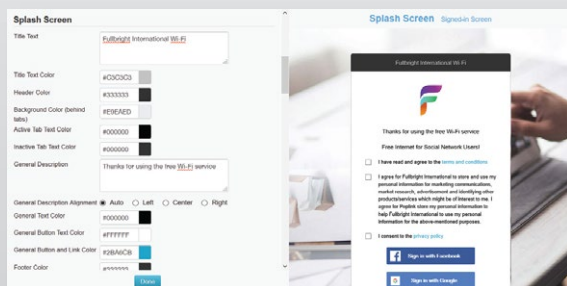 Splash Screen
Title Text
Fullbright International Wi-Fi
Title Text Color
#C3C3C3
Header Color
#333333
Background Color (behind
tabs)
#E9EAED
Active Tab Text Color
#000000
Inactive Tab Text Color
#000000
General Description
Thanks for using the free Wi-Fi service
General Description Alignment Auto Left Center Right
General Text Color
#000000
General Button Text Color
#FFFFFF
General Button and Link Color
#2BA6CB
Footer Color
Done
Splash Screen Signed-in Screen
Fullbright International Wi-Fi
Thanks for using the free Wi-Fi service
Free Internet for Social Network Users!
I have read and agree to the terms and conditions
I agree for Fullbright International to store and use my
personal information for marketing communications,
market research, advertisement and identifying other
products/services which might be of interest to me. I
agree for Peplink store my personal information to
help Fullbright International to use my personal
information for the above-mentioned purposes.
I consent to the privacy policy
Sign in with Facebook
Sign in with Google